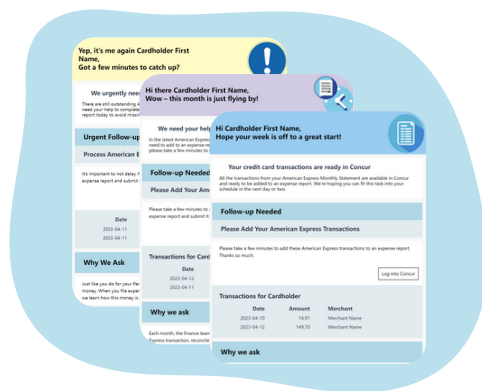 Yep, it's me again Cardholder First
Name,
Got a few minutes to catch up?
We urgently nee
There are still outstanding A
need your help to complete
report today to avoid missi
Urgent Follow-up
Process American E
It's important to not delay.
expense report and submit
Date
2023-04-11
2023-04-11
Why We Ask
Just like you do for your Per
money. When you file exper
we learn how this money is
Hi there Cardholder First Name,
Wow – this month is just flying by!
We need your help
In the latest American Express
need to add to an expense re
please take a few minutes to
Follow-up Needed
Please Add Your Am
Please take a few minutes to
expense report and submit it
Transactions for Card
Date
2023-04-12
2023-04-11
Why we ask
Each month, the finance team
Express transaction, reconcile
Hi Cardholder First Name,
Hope your week is off to a great start!
Your credit card transactions are ready in Concur
All the transactions from your American Express Monthly Statement are available in Concur
and ready to be added to an expense report. We're hoping you can fit this task into your
schedule in the next day or two.
Follow-up Needed
Please Add Your American Express Transactions
Please take a few minutes to add these American Express transactions to an expense report.
Thanks so much.
Log into Concur
Transactions for Cardholder
Date Amount Merchant
2023-04-10 14.97 Merchant Name
2023-04-12 149.70 Merchant Name
Why we ask